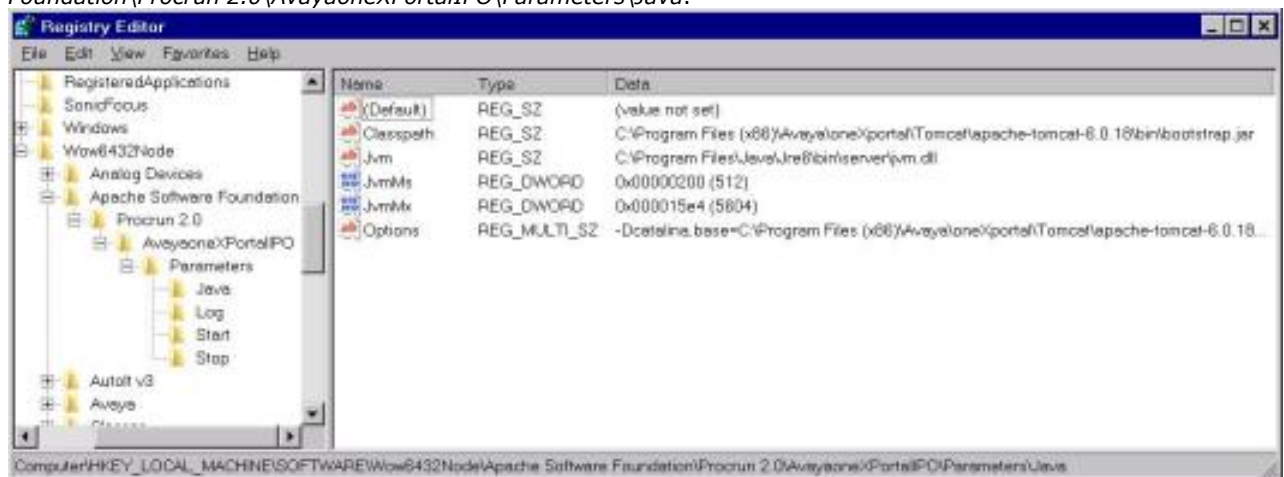 Foundation\Procrun 2.0\AvayaoneXPortalIPO\Parameters\Java.
Registry Editor
File Edit View Favorites Help
RegisteredApplications
SonicFocus
Windows
Wow6432Node
Analog Devices
Apache Software Foundation
Procrun 2.0
AvayaoneXPortalIPO
Parameters
Java
Log
Start
Stop
AutoIt v3
Avaya
Classes
Name Type Data
(Default) REG_SZ (value not set)
Classpath REG_SZ C:\Program Files (x86)\Avaya\oneXportal\Tomcat\apache-tomcat-6.0.18\bin\bootstrap.jar
Jvm REG_SZ C:\Program Files\Java\Jre6\bin\server\jvm.dll
JvmMs REG_DWORD 0x00000200 (512)
JvmMx REG_DWORD 0x000015e4 (5604)
Options REG_MULTI_SZ -Dcatalina.base=C:\Program Files (x86)\Avaya\oneXportal\Tomcat\apache-tomcat-6.0.18...
Computer\HKEY_LOCAL_MACHINE\SOFTWARE\Wow6432Node\Apache Software Foundation\Procrun 2.0\AvayaoneXPortalIPO\Parameters\Java